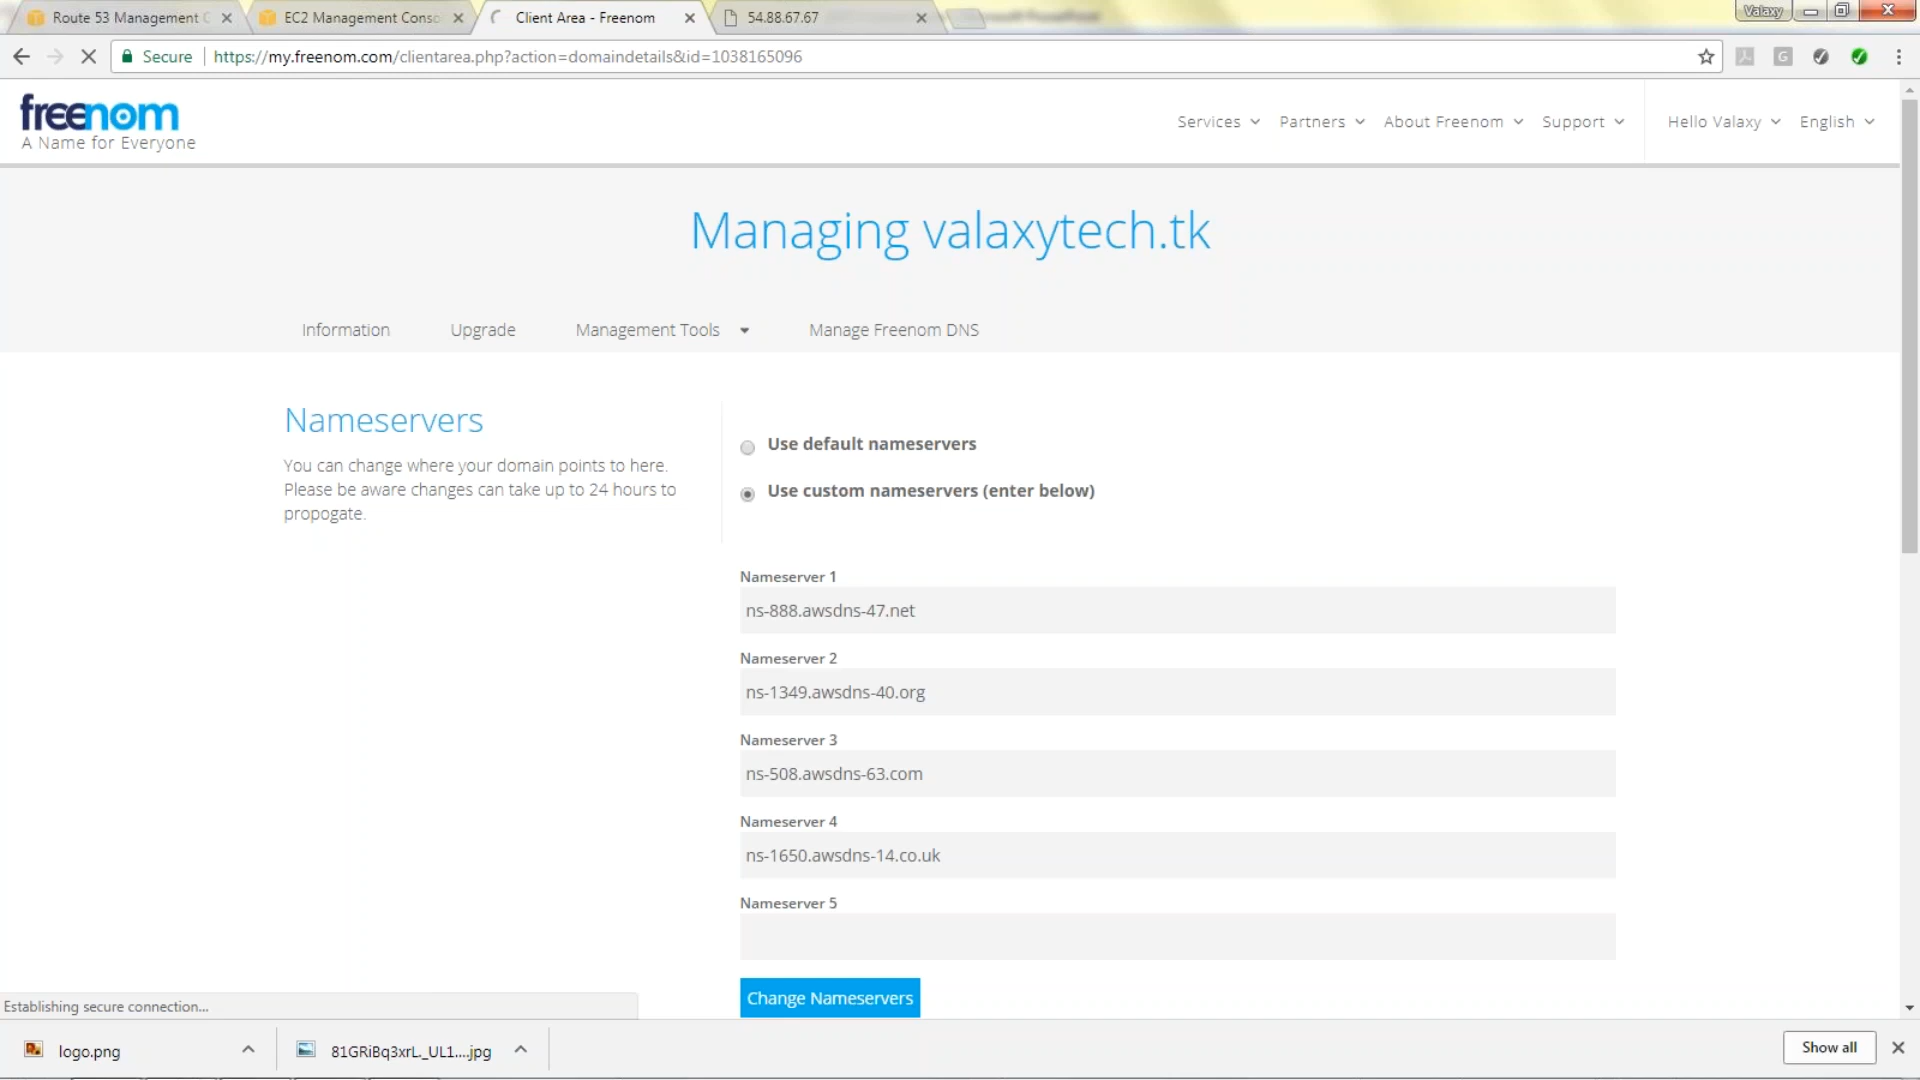 Route 53 Management C
EC2 Management Conso
Client Area - Freenom
54.88.67.67
Valaxy
Secure
https://my.freenom.com/clientarea.php?action=domaindetails&id=1038165096
freenom
A Name for Everyone
Services
Partners
About Freenom
Support
Hello Valaxy
English
Managing valaxytech.tk
Information
Upgrade
Management Tools
Manage Freenom DNS
Nameservers
You can change where your domain points to here.
Please be aware changes can take up to 24 hours to
propogate.
Use default nameservers
Use custom nameservers (enter below)
Nameserver 1
ns-888.awsdns-47.net
Nameserver 2
ns-1349.awsdns-40.org
Nameserver 3
ns-508.awsdns-63.com
Nameserver 4
ns-1650.awsdns-14.co.uk
Nameserver 5
Change Nameservers
Establishing secure connection...
logo.png
81GRiBq3xrL._UL1....jpg
Show all